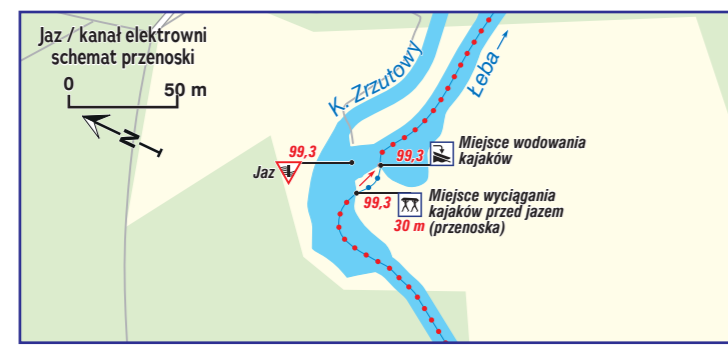 Jaz / kanał elektrowni
schemat przenoski
0 50 m
N
K. Zrzutowy
Łeba
99,3
Jaz
99,3
Miejsce wodowania
kajaków
99,3
30 m
Miejsce wyciągania
kajaków przed jazem
(przenoska)